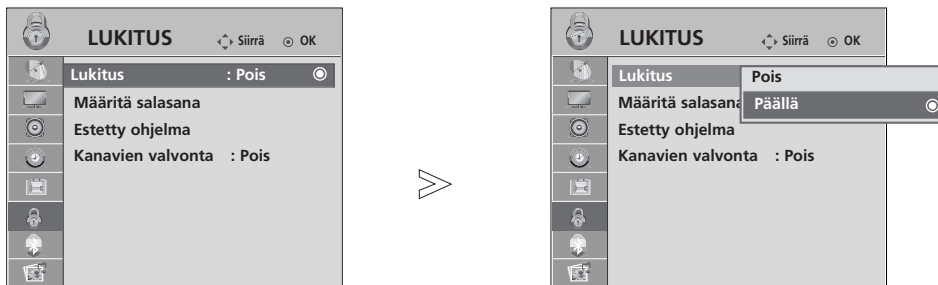 LUKITUS Siirrä OK
Lukitus : Pois
Määritä salasana
Estetty ohjelma
Kanavien valvonta : Pois
LUKITUS Siirrä OK
Lukitus Pois
Määritä salasana Päällä
Estetty ohjelma
Kanavien valvonta : Pois